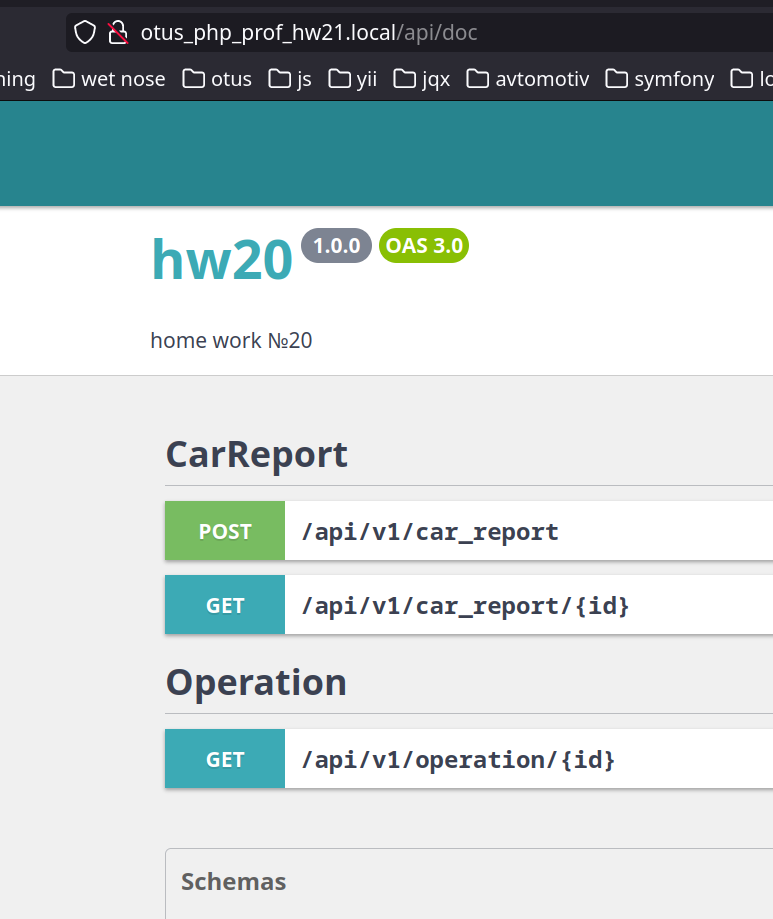 otus_php_prof_hw21.local/api/doc
ning wet nose otus js yii jqx avtomotiv symfony lo
hw20 1.0.0 OAS 3.0
home work №20
CarReport
POST /api/v1/car_report
GET /api/v1/car_report/{id}
Operation
GET /api/v1/operation/{id}
Schemas